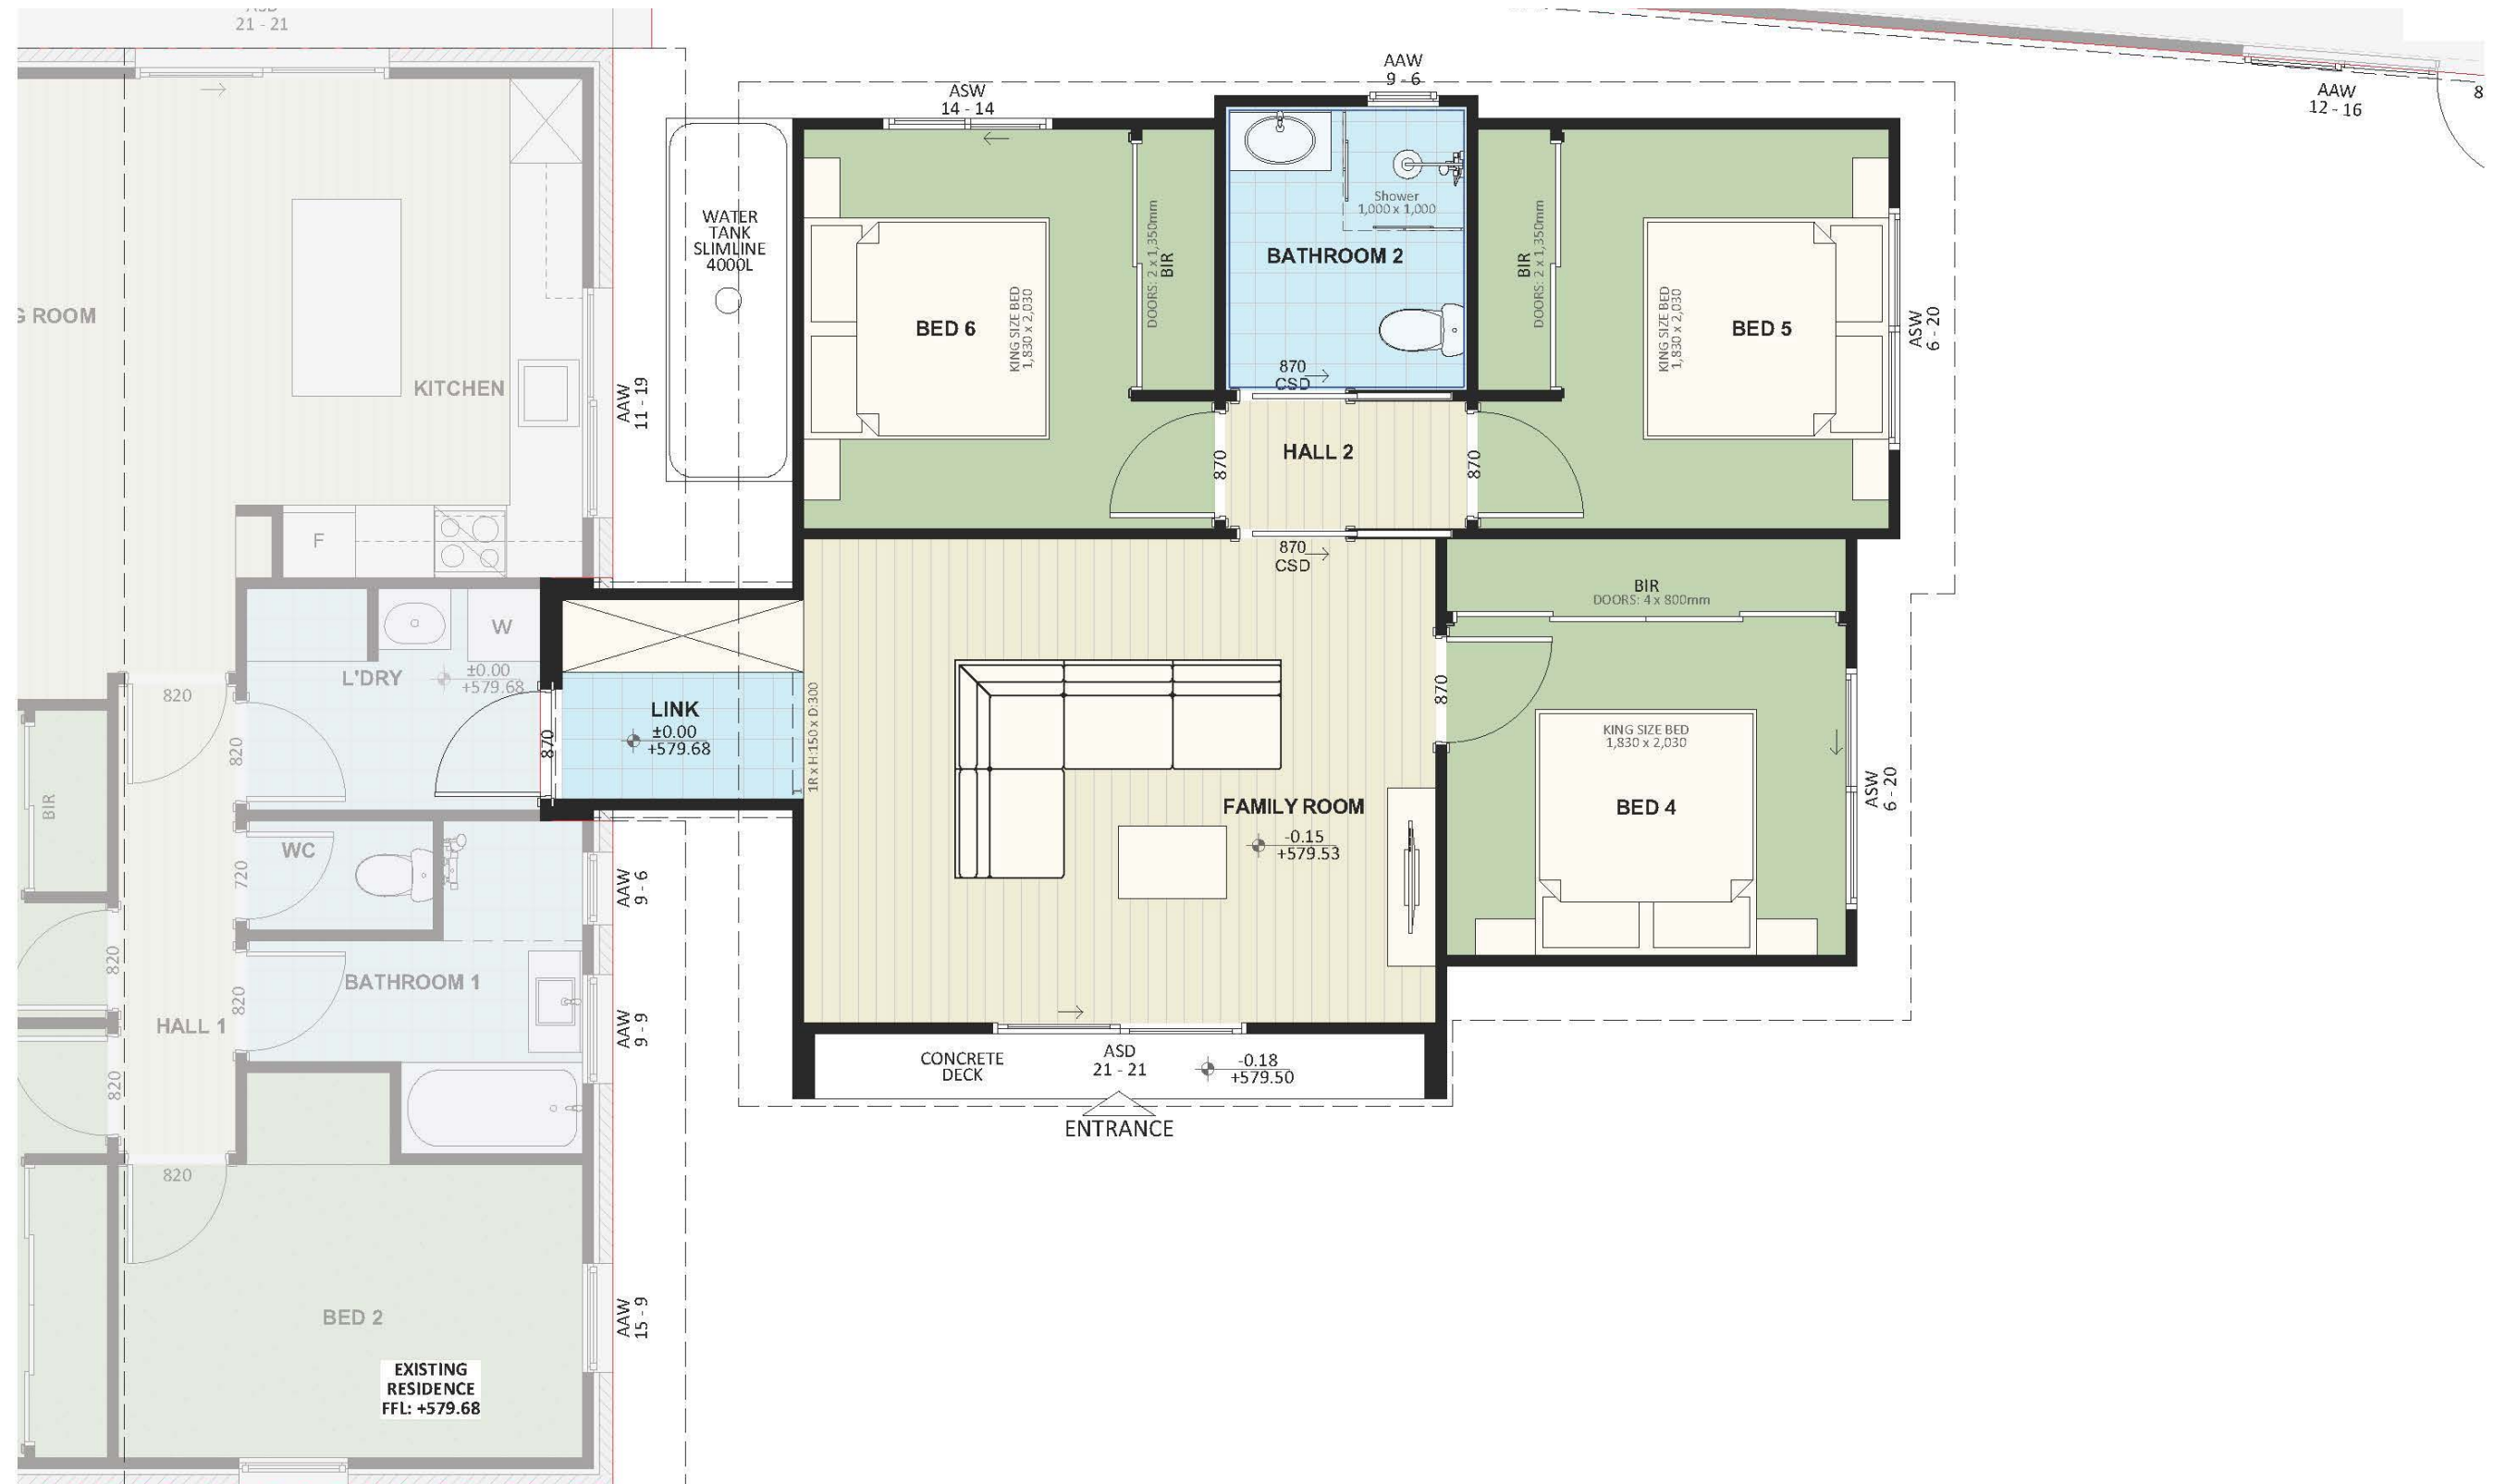 21 - 21
ASW
14 - 14
AAW
9 - 6
AAW
12 - 16
8
WATER
TANK
SLIMLINE
4000L
Shower
1,000 x 1,000
BATHROOM 2
870
CSD
DOORS: 2 x 1,350mm
BIR
BIR
DOORS: 2 x 1,350mm
BED 6
KING SIZE BED
1,830 x 2,030
KING SIZE BED
1,830 x 2,030
BED 5
ASW
6 - 20
G ROOM
KITCHEN
AAW
11 - 19
HALL 2
870
870
F
870
CSD
BIR
DOORS: 4 x 800mm
W
L'DRY
±0.00
+579.68
820
820
870
LINK
±0.00
+579.68
1R x H:150 x D:300
870
KING SIZE BED
1,830 x 2,030
BED 4
ASW
6 - 20
FAMILY ROOM
-0.15
+579.53
BIR
WC
720
AAW
9 - 6
820
BATHROOM 1
820
HALL 1
AAW
9 - 9
820
CONCRETE
DECK
ASD
21 - 21
-0.18
+579.50
ENTRANCE
820
BED 2
AAW
15 - 9
EXISTING
RESIDENCE
FFL: +579.68